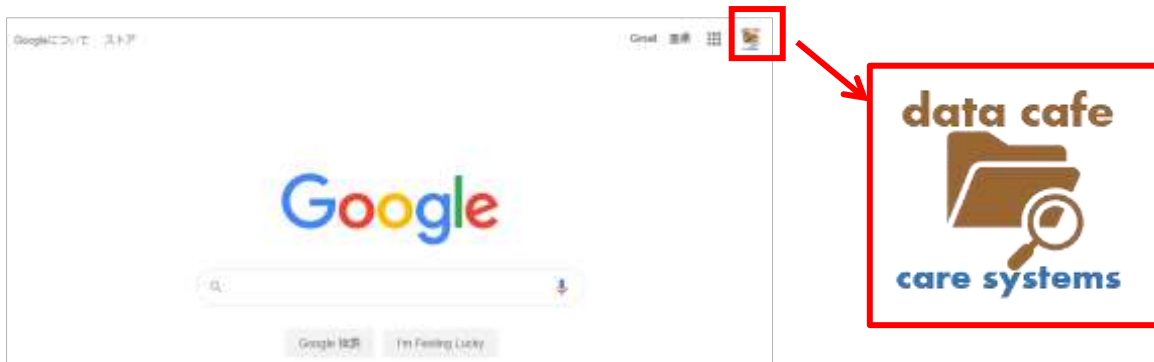 Googleについて ストア
Gmail 画像
Google
Google 検索 I'm Feeling Lucky
data cafe
care systems